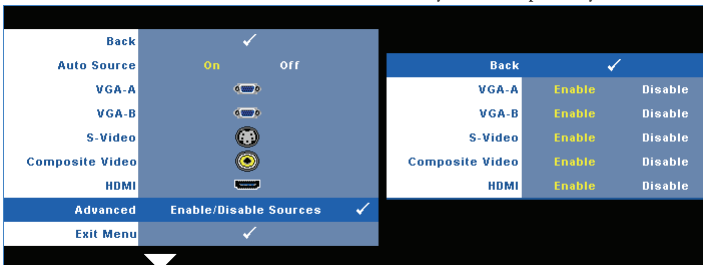 Back
Auto Source On Off
VGA-A
VGA-B
S-Video
Composite Video
HDMI
Advanced Enable/Disable Sources
Exit Menu
Back
VGA-A Enable Disable
VGA-B Enable Disable
S-Video Enable Disable
Composite Video Enable Disable
HDMI Enable Disable